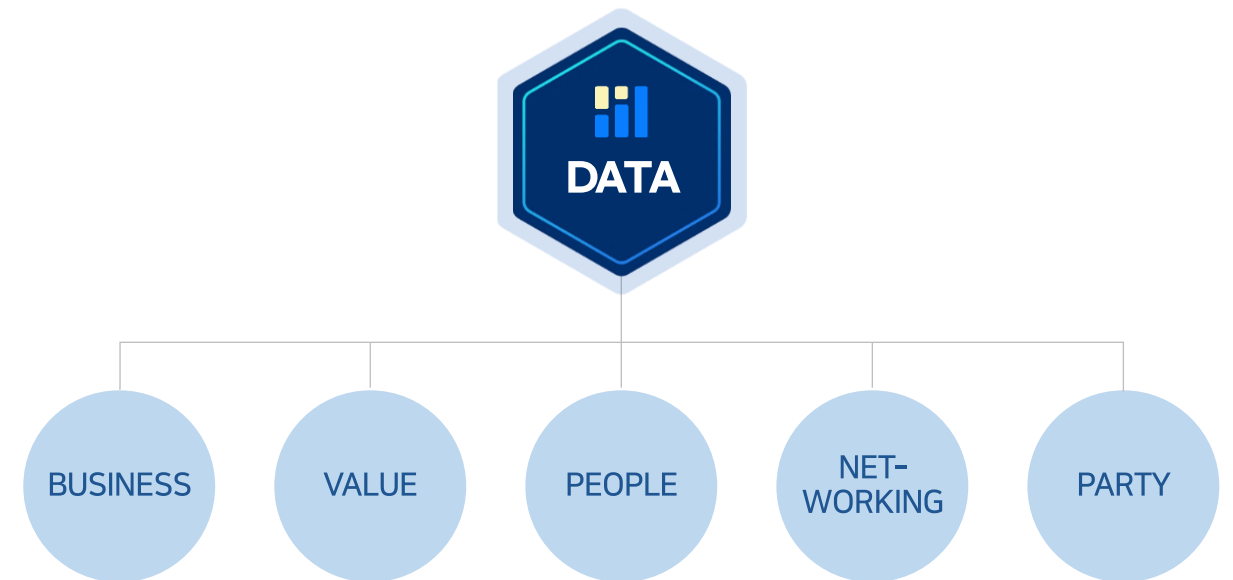 DATA
BUSINESS
VALUE
PEOPLE
NET-
WORKING
PARTY